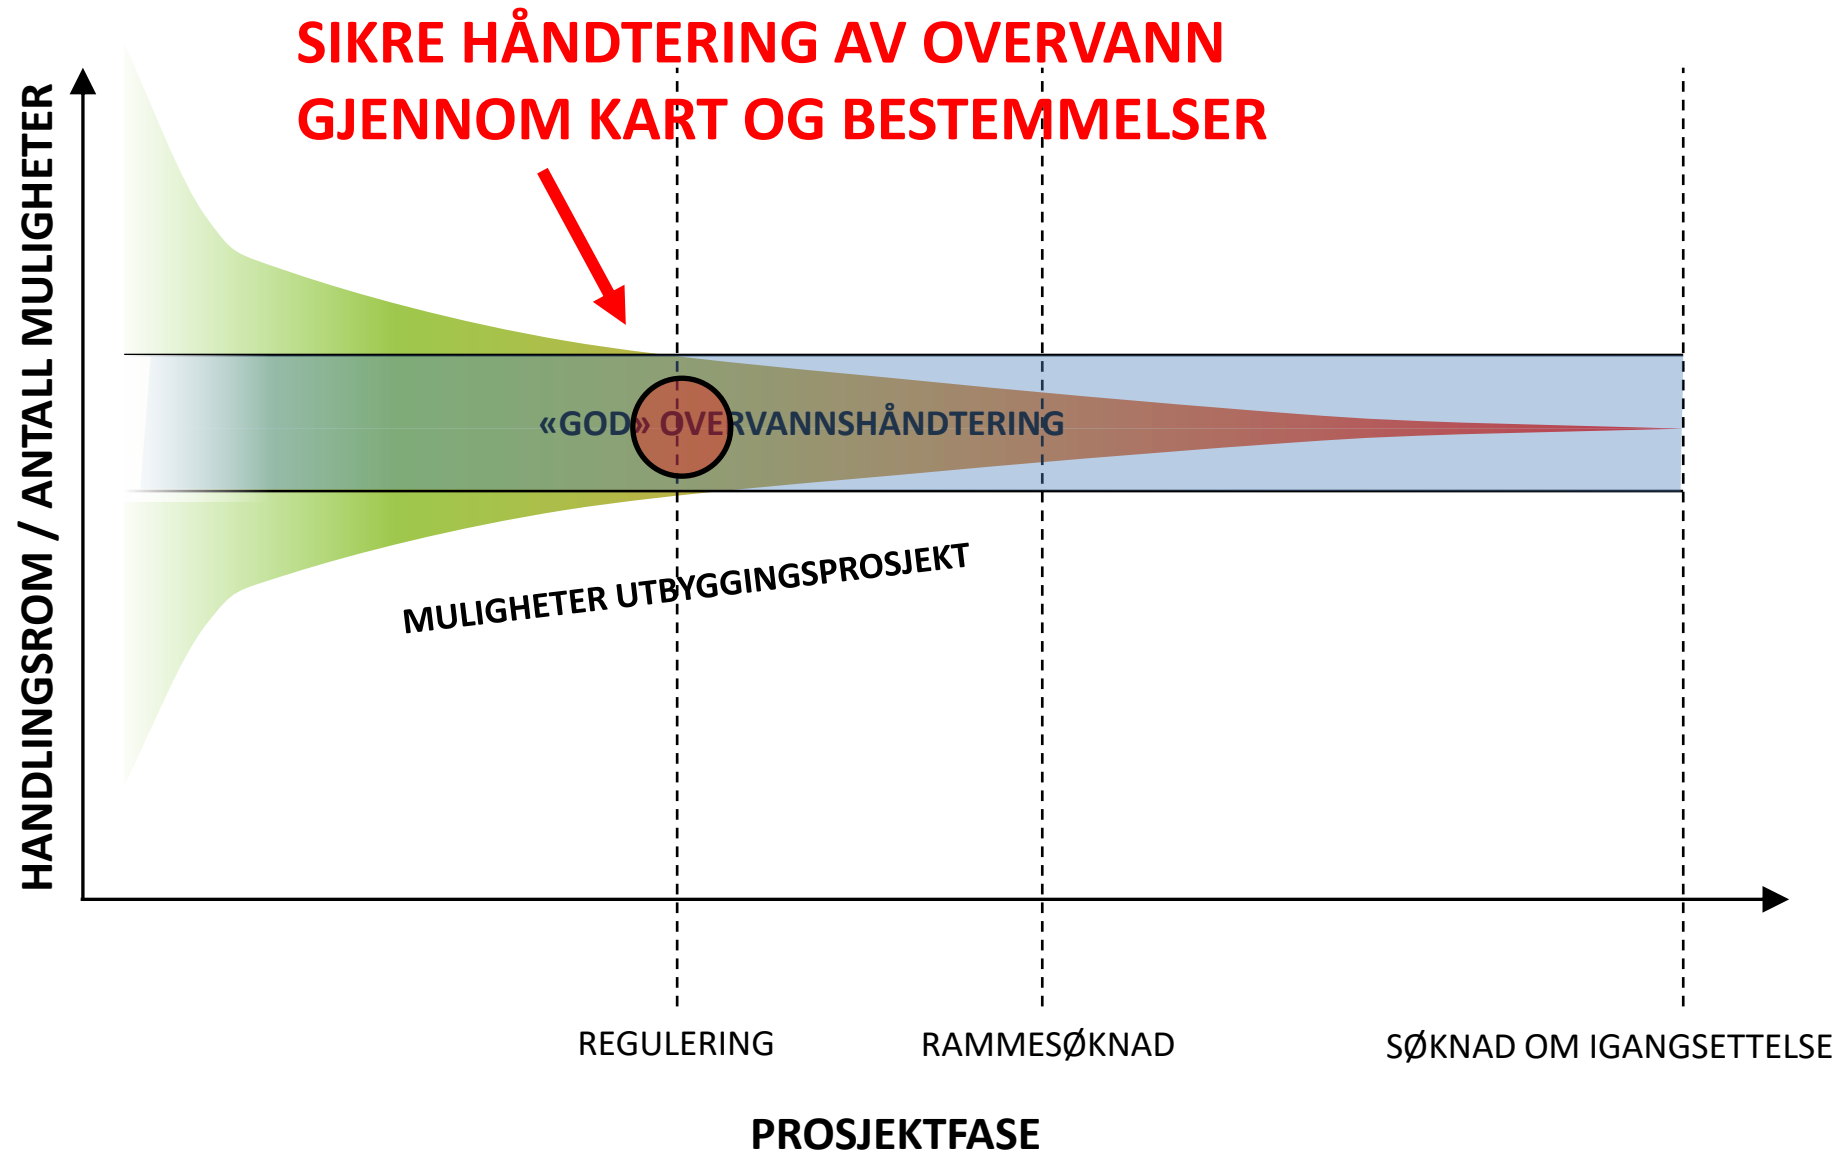 SIKRE HÅNDTERING AV OVERVANN
GJENNOM KART OG BESTEMMELSER
HANDLINGSROM / ANTALL MULIGHETER
«GOD» OVERVANNSHÅNDTERING
MULIGHETER UTBYGGINGSPROSJEKT
REGULERING
RAMMESØKNAD
SØKNAD OM IGANGSETTELSE
PROSJEKTFASE